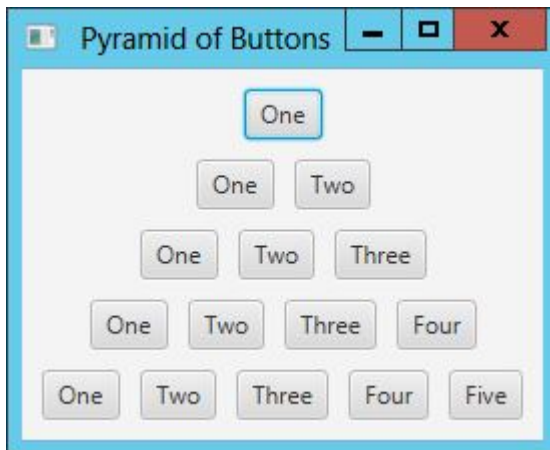 Pyramid of Buttons
One
One Two
One Two Three
One Two Three Four
One Two Three Four Five